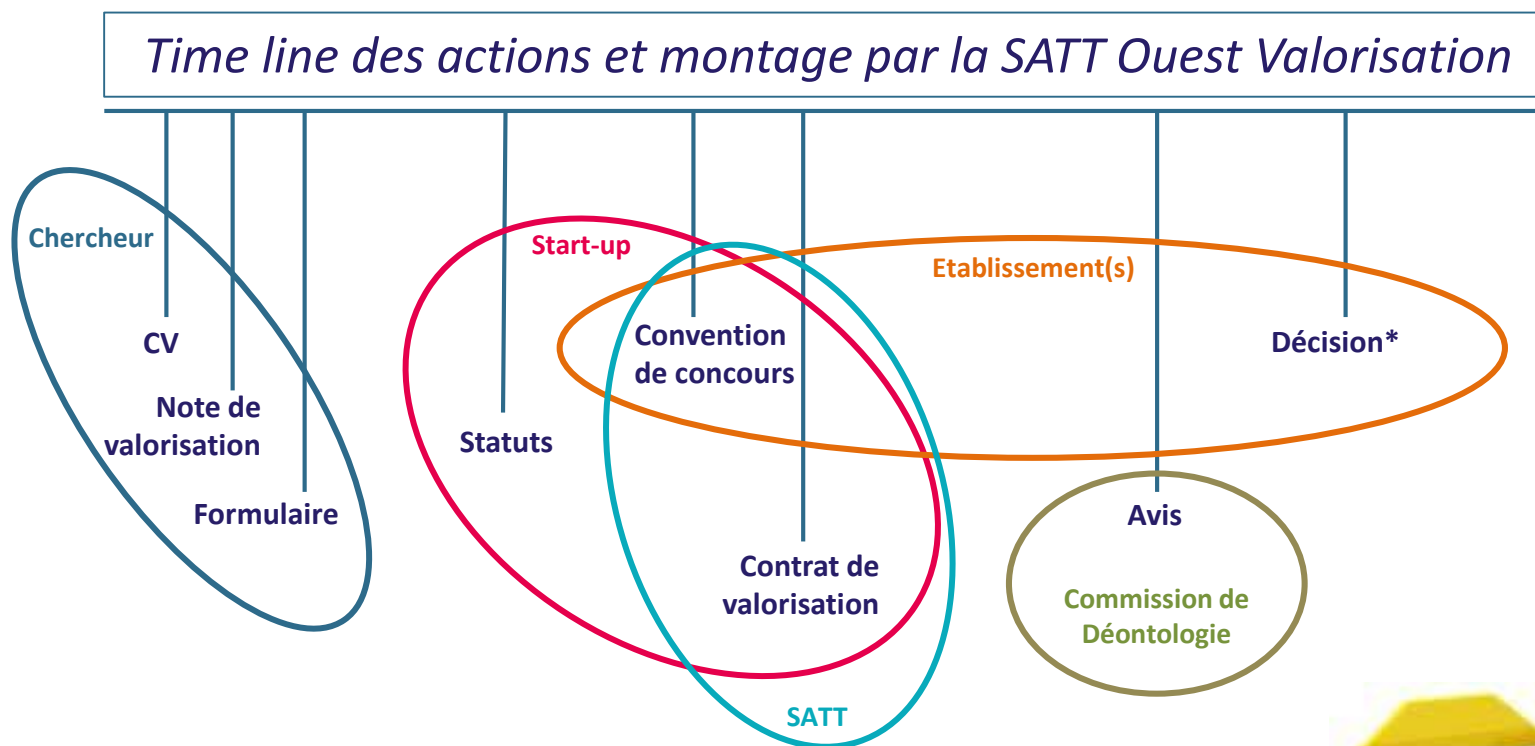 Time line des actions et montage par la SATT Ouest Valorisation
Chercheur
CV
Note de
valorisation
Formulaire
Start-up
Statuts
Etablissement(s)
Convention
de concours
Contrat de
valorisation
SATT
Avis
Commission de
Déontologie
Décision*